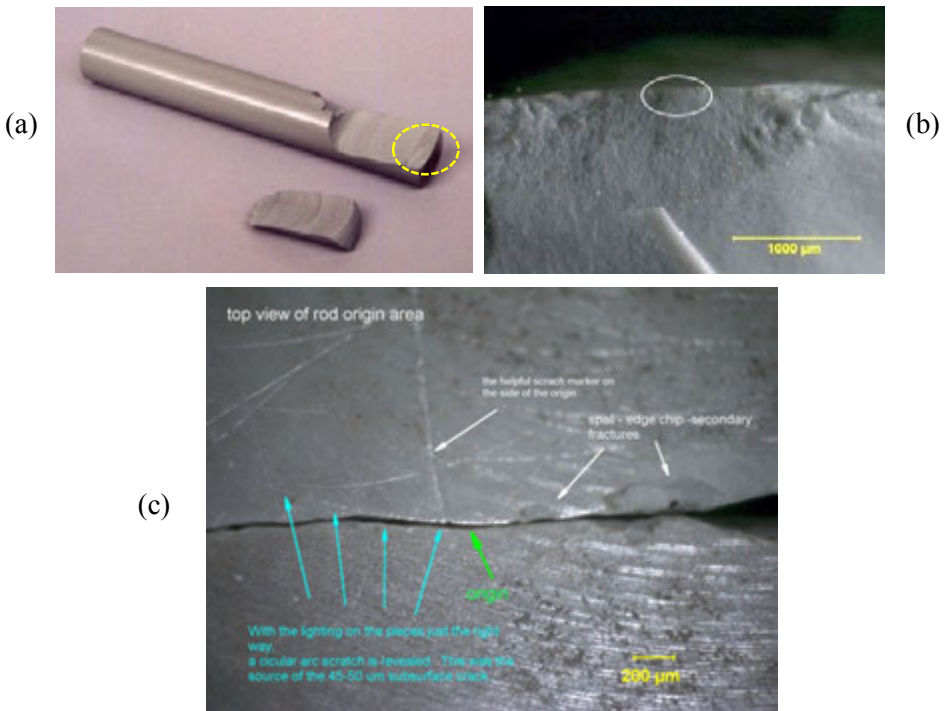 (a)
(b)
1000 µm
top view of rod origin area
the helpful scrach marker on
the side of the origin
spall - edge chip -secondary
fractures
(c)
origin
With the lighting on the pieces just the right
way,
a cicular arc scratch is revealed. This was the
source of the 45-50 um subsurface crack.
200 µm